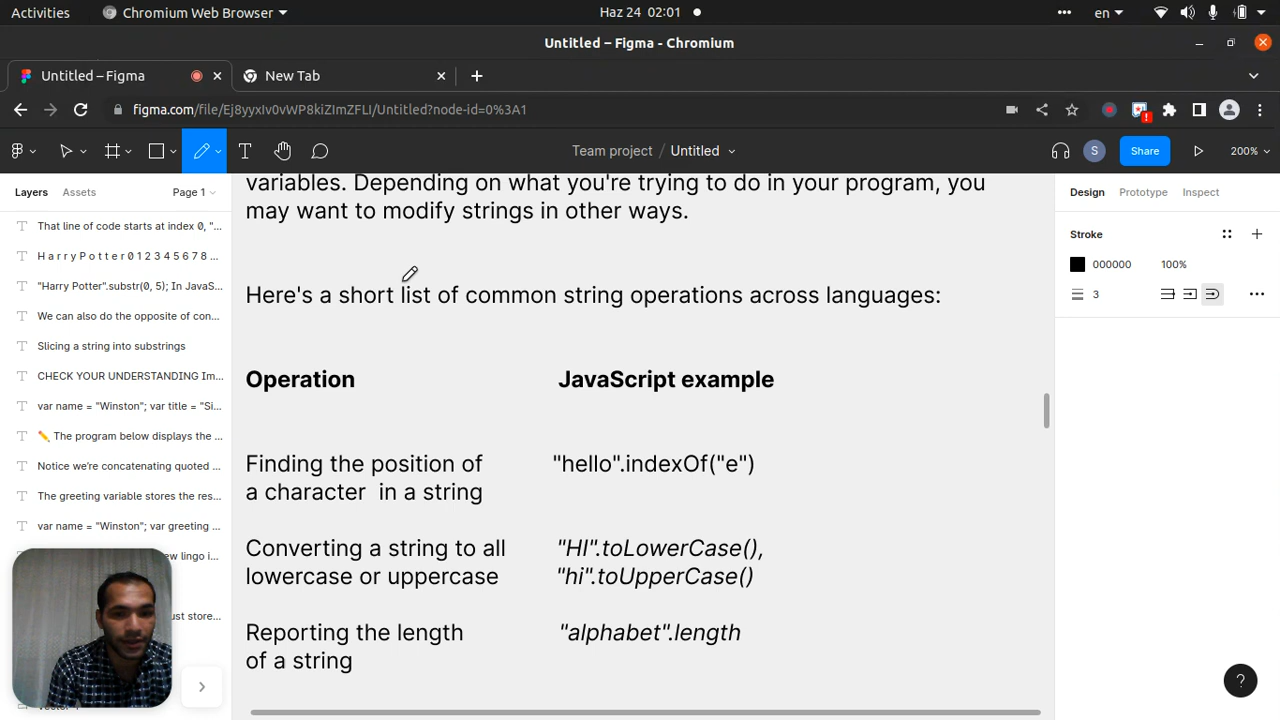 Activities
Chromium Web Browser
Haz 24 02:01
en
Untitled – Figma - Chromium
Untitled – Figma
New Tab
figma.com/file/Ej8yyxIv0vWP8kiZImZFLI/Untitled?node-id=0%3A1
Team project / Untitled
S
Share
200%
Layers
Assets
Page 1
Design
Prototype
Inspect
That line of code starts at index 0, "...
H a r r y P o t t e r 0 1 2 3 4 5 6 7 8 ...
"Harry Potter".substr(0, 5); In JavaS...
We can also do the opposite of con...
Slicing a string into substrings
CHECK YOUR UNDERSTANDING Im...
var name = "Winston"; var title = "Si...
✏️ The program below displays the ...
Notice we're concatenating quoted ...
The greeting variable stores the res...
var name = "Winston"; var greeting ...
ew lingo i...
ust store...
variables. Depending on what you're trying to do in your program, you
may want to modify strings in other ways.
Here's a short list of common string operations across languages:
Operation
JavaScript example
Finding the position of
a character in a string
"hello".indexOf("e")
Converting a string to all
lowercase or uppercase
"HI".toLowerCase(),
"hi".toUpperCase()
Reporting the length
of a string
"alphabet".length
Stroke
000000
100%
3
?